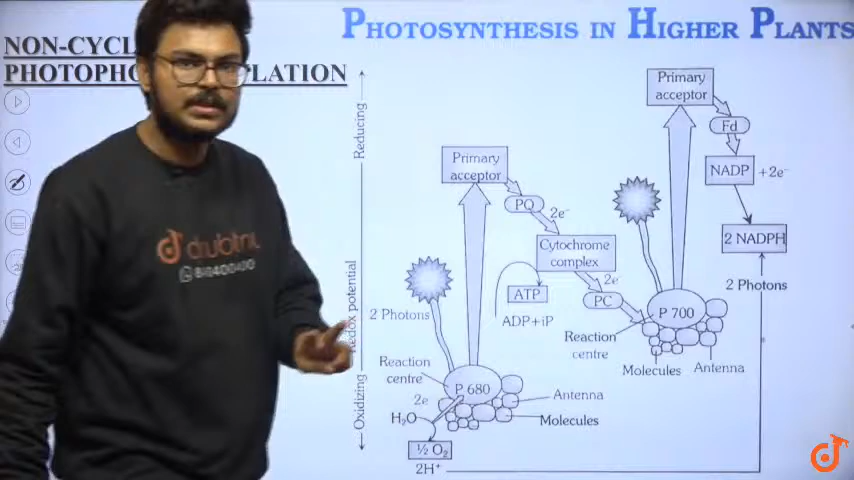 PHOTOSYNTHESIS IN HIGHER PLANTS
NON-CYCL
PHOTOPHO YLATION
Reducing
Redox potential
Oxidizing
Primary
acceptor
PQ
2e⁻
Cytochrome
complex
2e
PC
ATP
ADP+iP
2 Photons
Reaction
centre
P 680
2e
H₂O
½ O₂
2H⁺
Antenna
Molecules
Primary
acceptor
Fd
NADP +2e⁻
2 NADPH
2 Photons
P 700
Reaction
centre
Molecules
Antenna
doubtnut